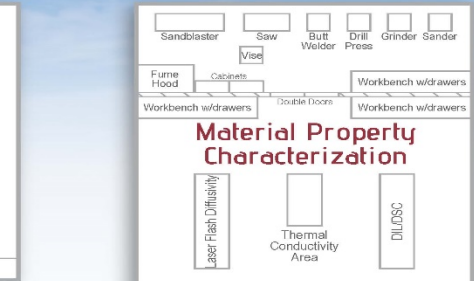 Sandblaster
Saw
Butt
Welder
Drill
Press
Grinder
Sander
Vise
Fume
Hood
Cabinets
Workbench w/drawers
Workbench w/drawers
Double Doors
Workbench w/drawers
Material Property
Characterization
Laser Flash Diffusivity
Thermal
Conductivity
Area
DIL/DSC